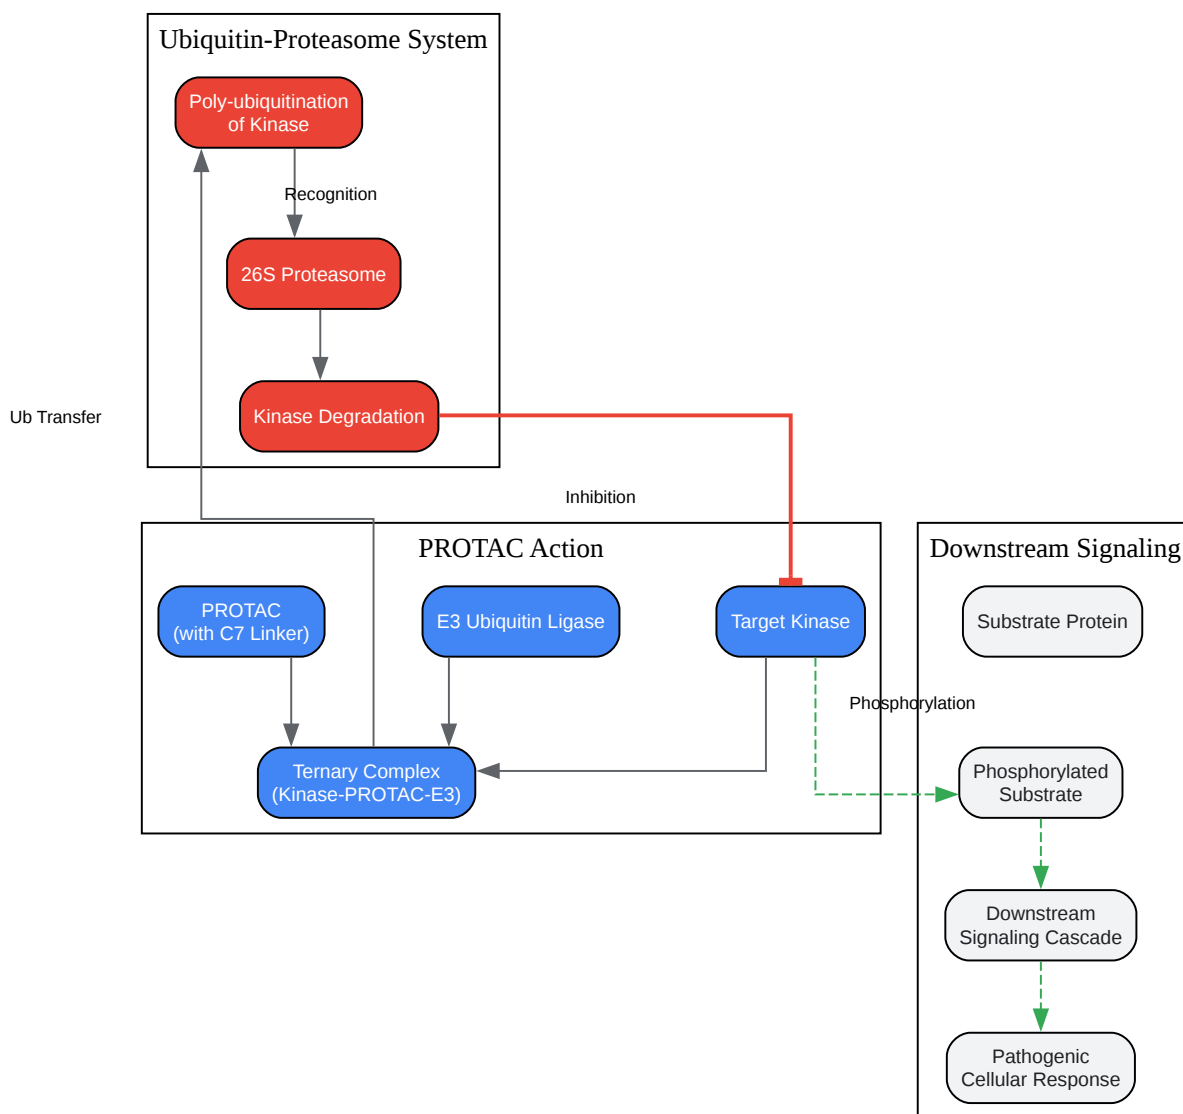 Ubiquitin-Proteasome System
Poly-ubiquitination
of Kinase
Recognition
26S Proteasome
Kinase Degradation
Ub Transfer
Inhibition
PROTAC Action
PROTAC
(with C7 Linker)
E3 Ubiquitin Ligase
Target Kinase
Ternary Complex
(Kinase-PROTAC-E3)
Phosphorylation
Downstream Signaling
Substrate Protein
Phosphorylated
Substrate
Downstream
Signaling Cascade
Pathogenic
Cellular Response